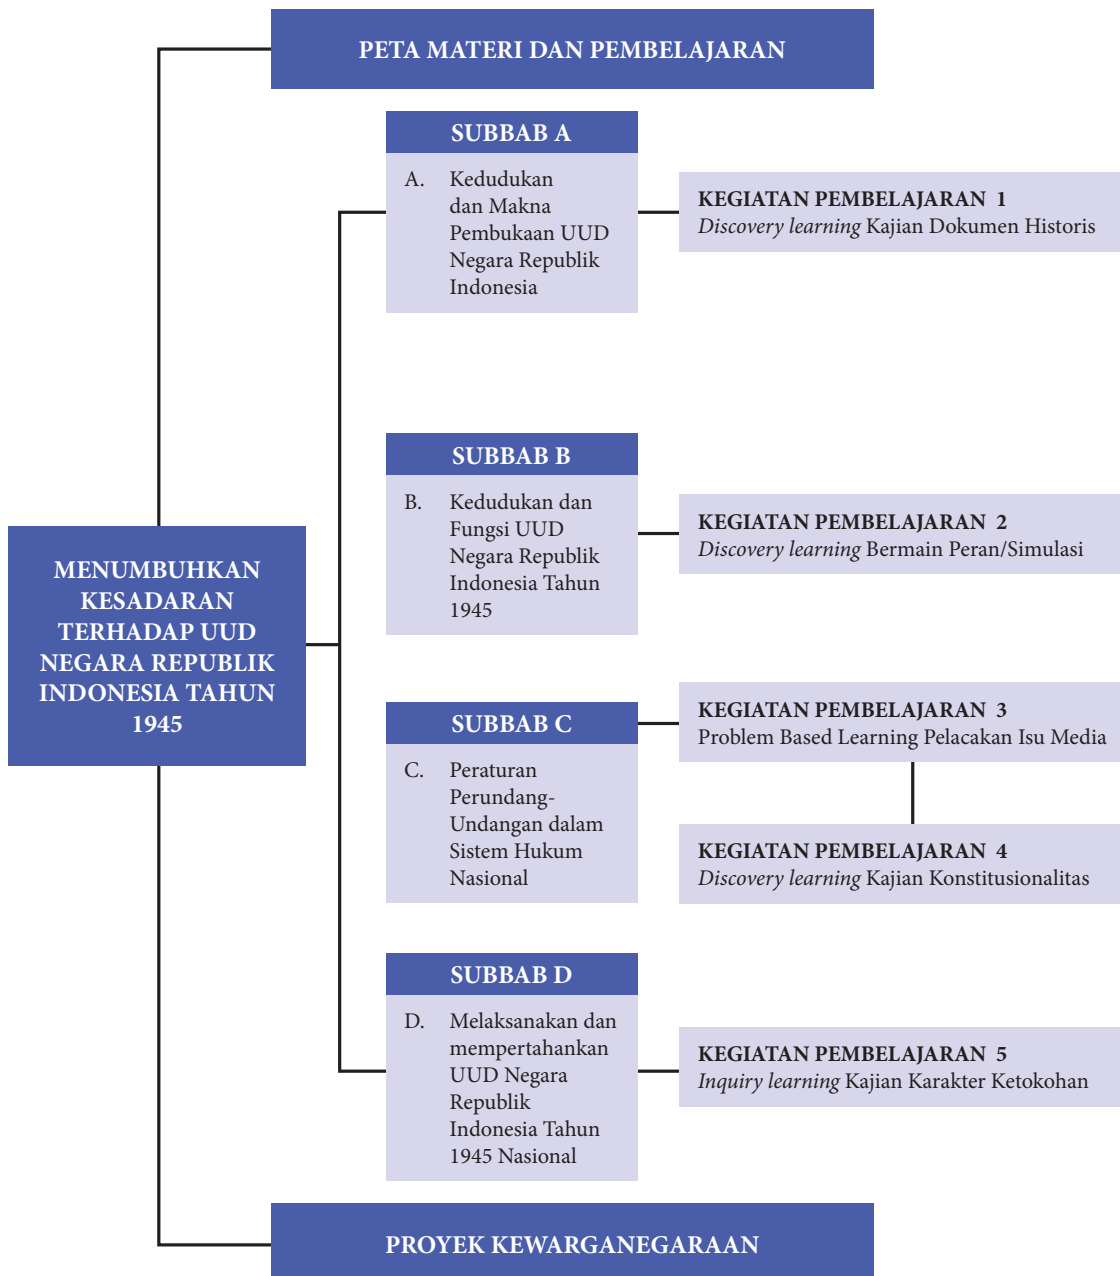 PETA MATERI DAN PEMBELAJARAN
SUBBAB A
A. Kedudukan
dan Makna
Pembukaan UUD
Negara Republik
Indonesia
KEGIATAN PEMBELAJARAN 1
Discovery learning Kajian Dokumen Historis
SUBBAB B
B. Kedudukan dan
Fungsi UUD
Negara Republik
Indonesia Tahun
1945
KEGIATAN PEMBELAJARAN 2
Discovery learning Bermain Peran/Simulasi
MENUMBUHKAN
KESADARAN
TERHADAP UUD
NEGARA REPUBLIK
INDONESIA TAHUN
1945
SUBBAB C
C. Peraturan
Perundang-
Undangan dalam
Sistem Hukum
Nasional
KEGIATAN PEMBELAJARAN 3
Problem Based Learning Pelacakan Isu Media
KEGIATAN PEMBELAJARAN 4
Discovery learning Kajian Konstitusionalitas
SUBBAB D
D. Melaksanakan dan
mempertahankan
UUD Negara
Republik
Indonesia Tahun
1945 Nasional
KEGIATAN PEMBELAJARAN 5
Inquiry learning Kajian Karakter Ketokohan
PROYEK KEWARGANEGARAAN